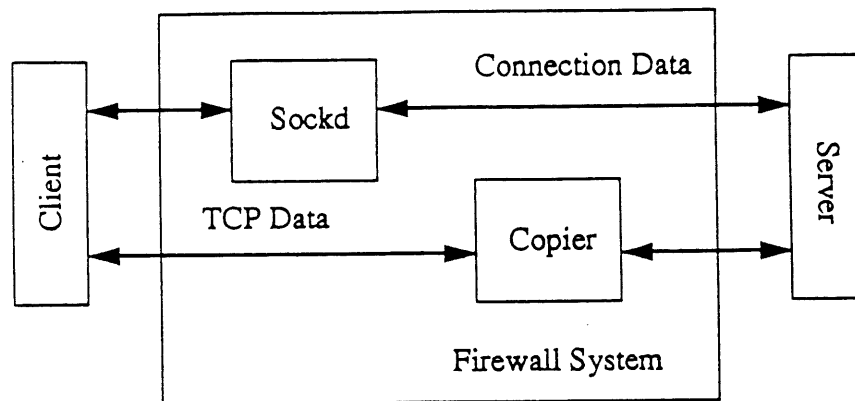 Connection Data
Sockd
Client
Server
TCP Data
Copier
Firewall System